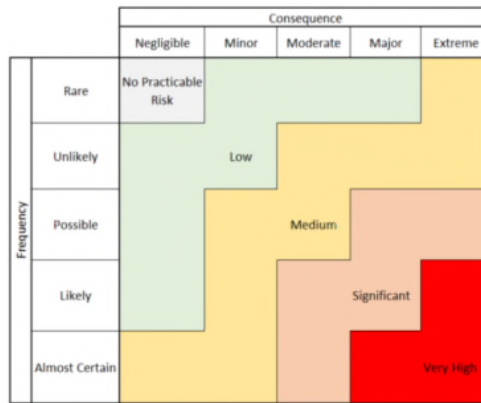 Consequence
Negligible Minor Moderate Major Extreme
Frequency
Rare No Practicable
Risk
Unlikely Low
Possible Medium
Likely Significant
Almost Certain Very High